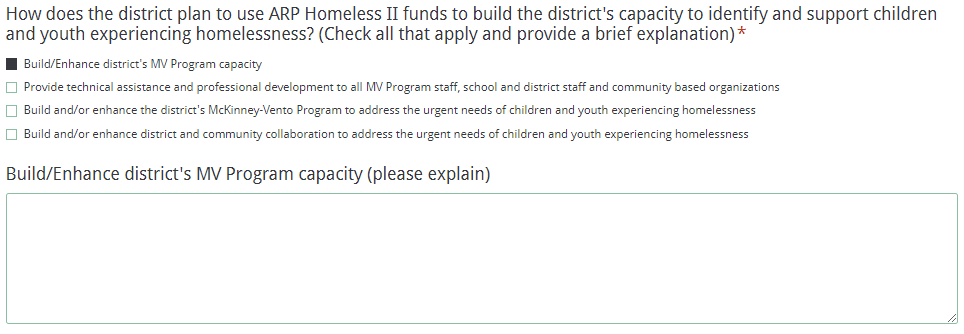 How does the district plan to use ARP Homeless II funds to build the district's capacity to identify and support children
and youth experiencing homelessness? (Check all that apply and provide a brief explanation)*
Build/Enhance district's MV Program capacity
Provide technical assistance and professional development to all MV Program staff, school and district staff and community based organizations
Build and/or enhance the district's McKinney-Vento Program to address the urgent needs of children and youth experiencing homelessness
Build and/or enhance district and community collaboration to address the urgent needs of children and youth experiencing homelessness
Build/Enhance district's MV Program capacity (please explain)